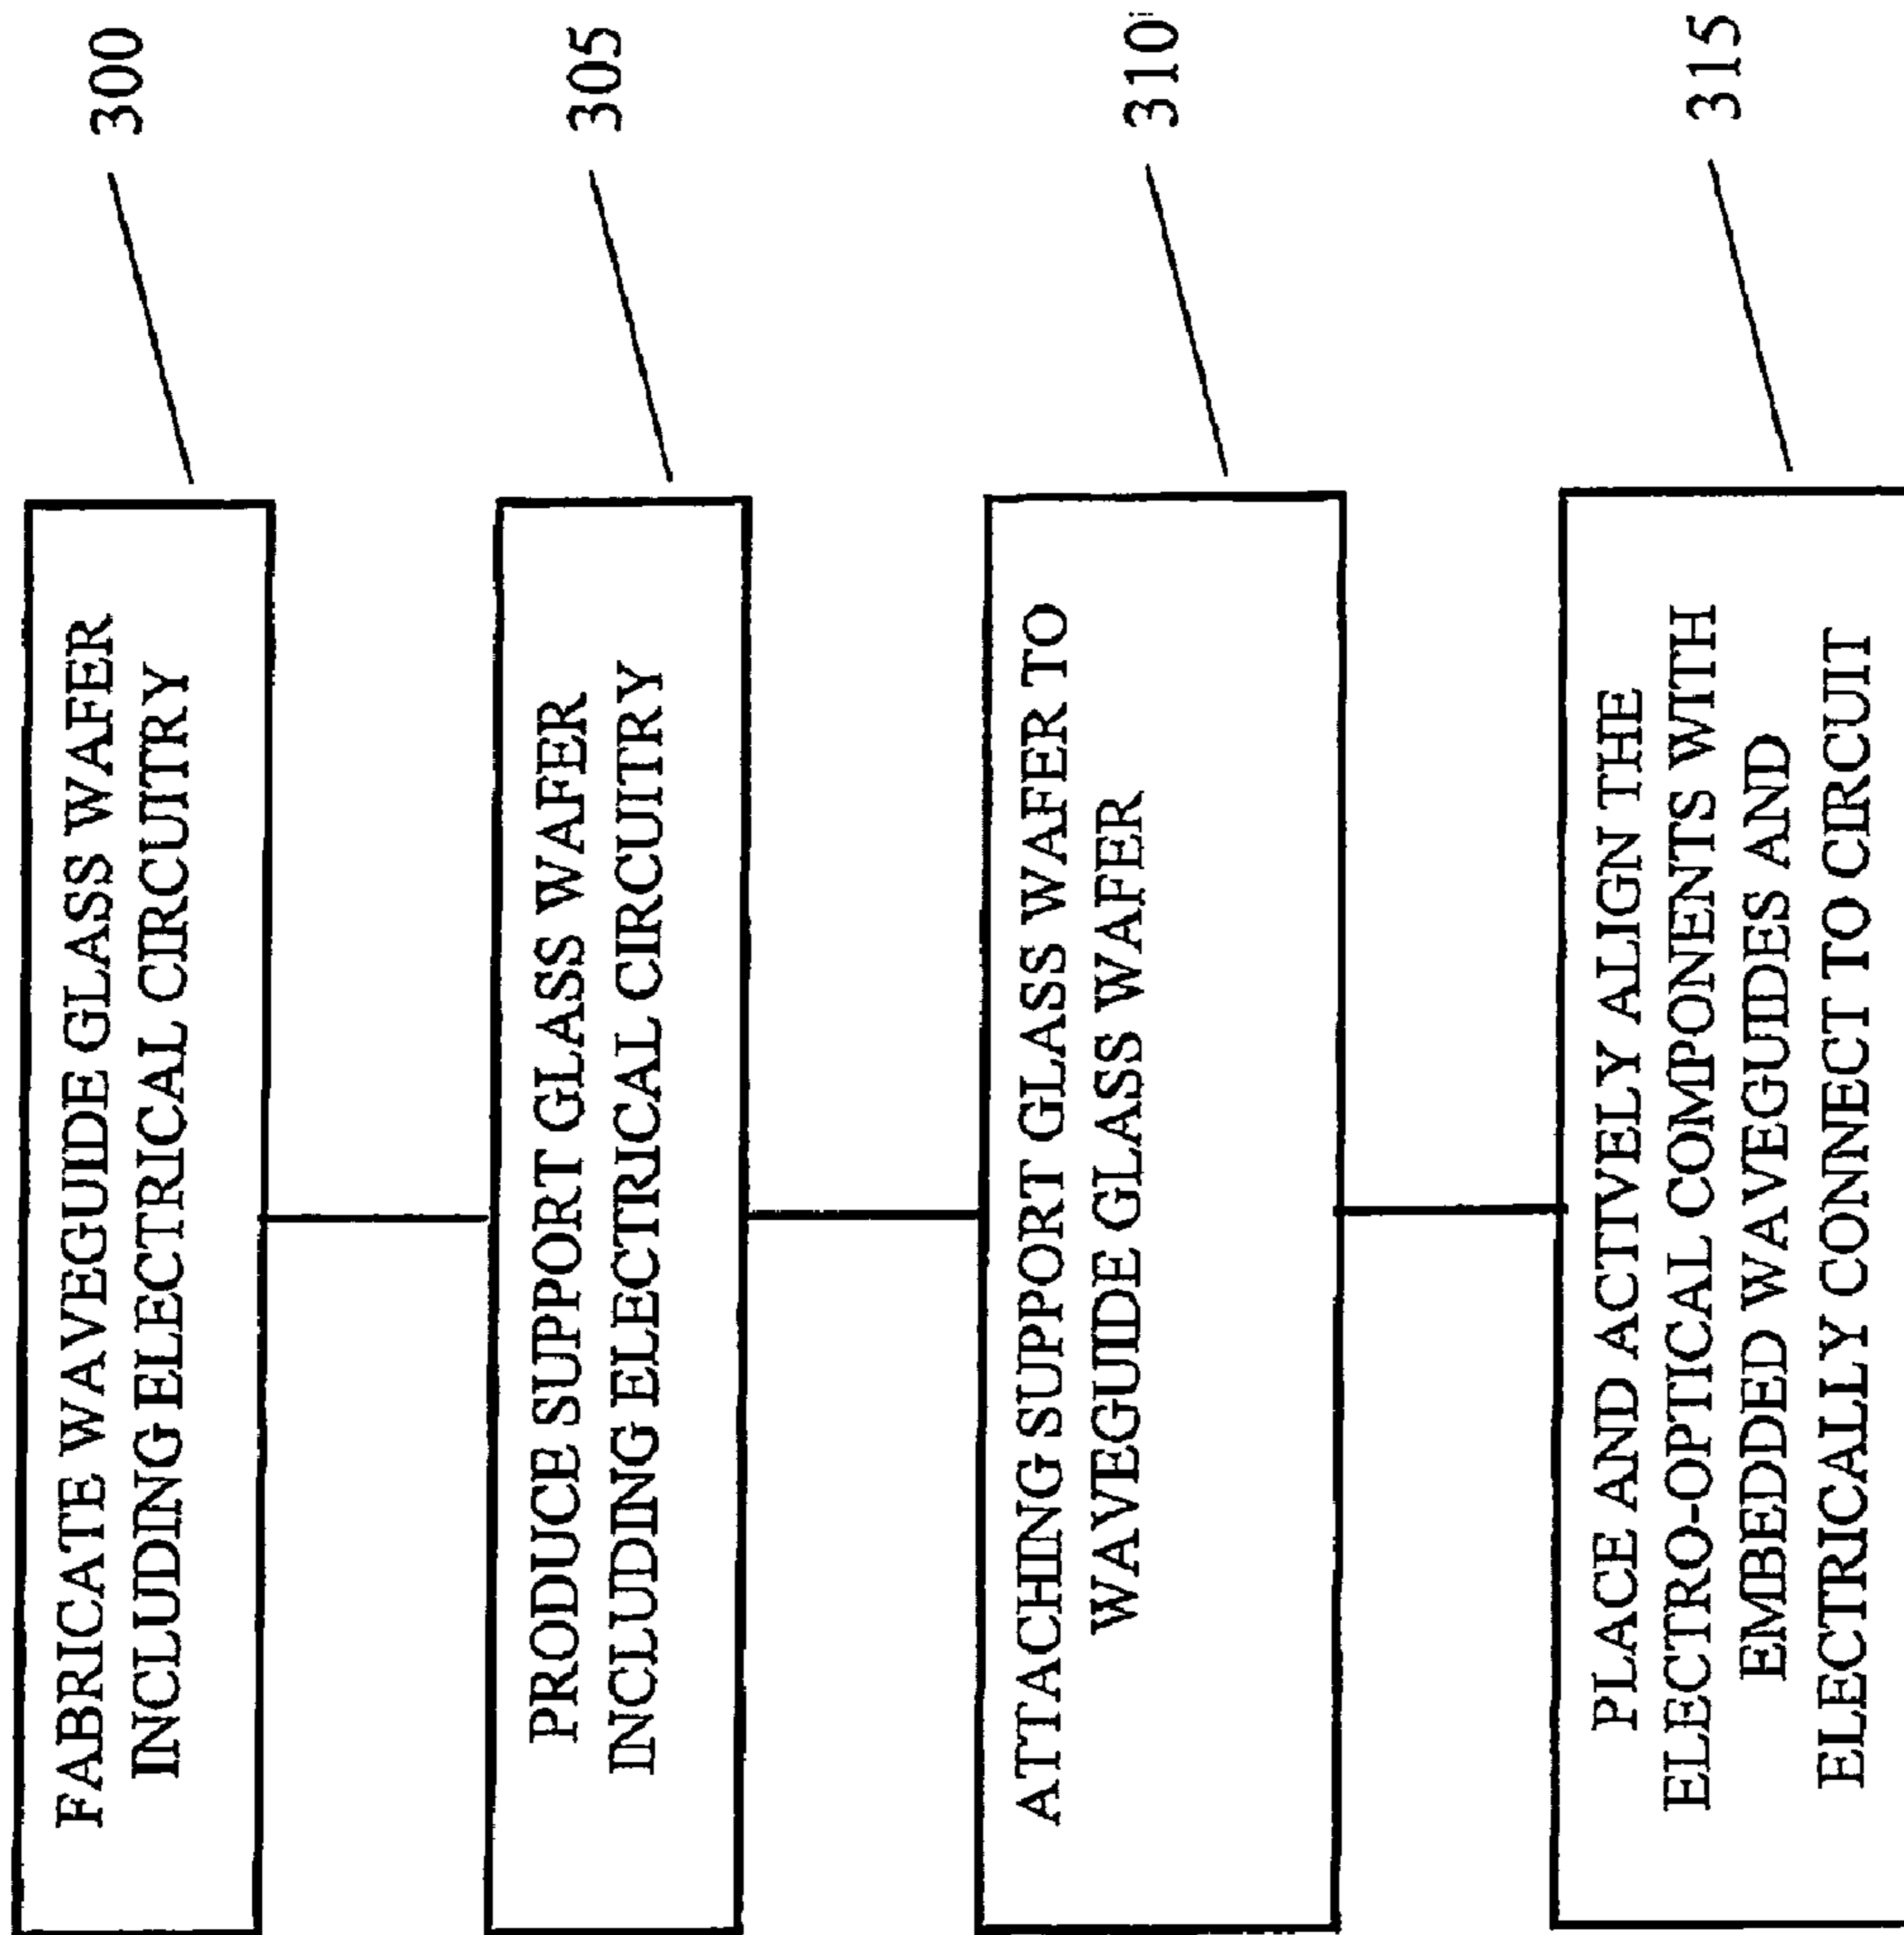 FABRICATE WAVEGUIDE GLASS WAFER
INCLUDING ELECTRICAL CIRCUITRY
300
PRODUCE SUPPORT GLASS WAFER
INCLUDING ELECTRICAL CIRCUITRY
305
ATTACHING SUPPORT GLASS WAFER TO
WAVEGUIDE GLASS WAFER
310
PLACE AND ACTIVELY ALIGN THE
ELECTRO-OPTICAL COMPONENTS WITH
EMBEDDED WAVEGUIDES AND
ELECTRICALLY CONNECT TO CIRCUIT
315